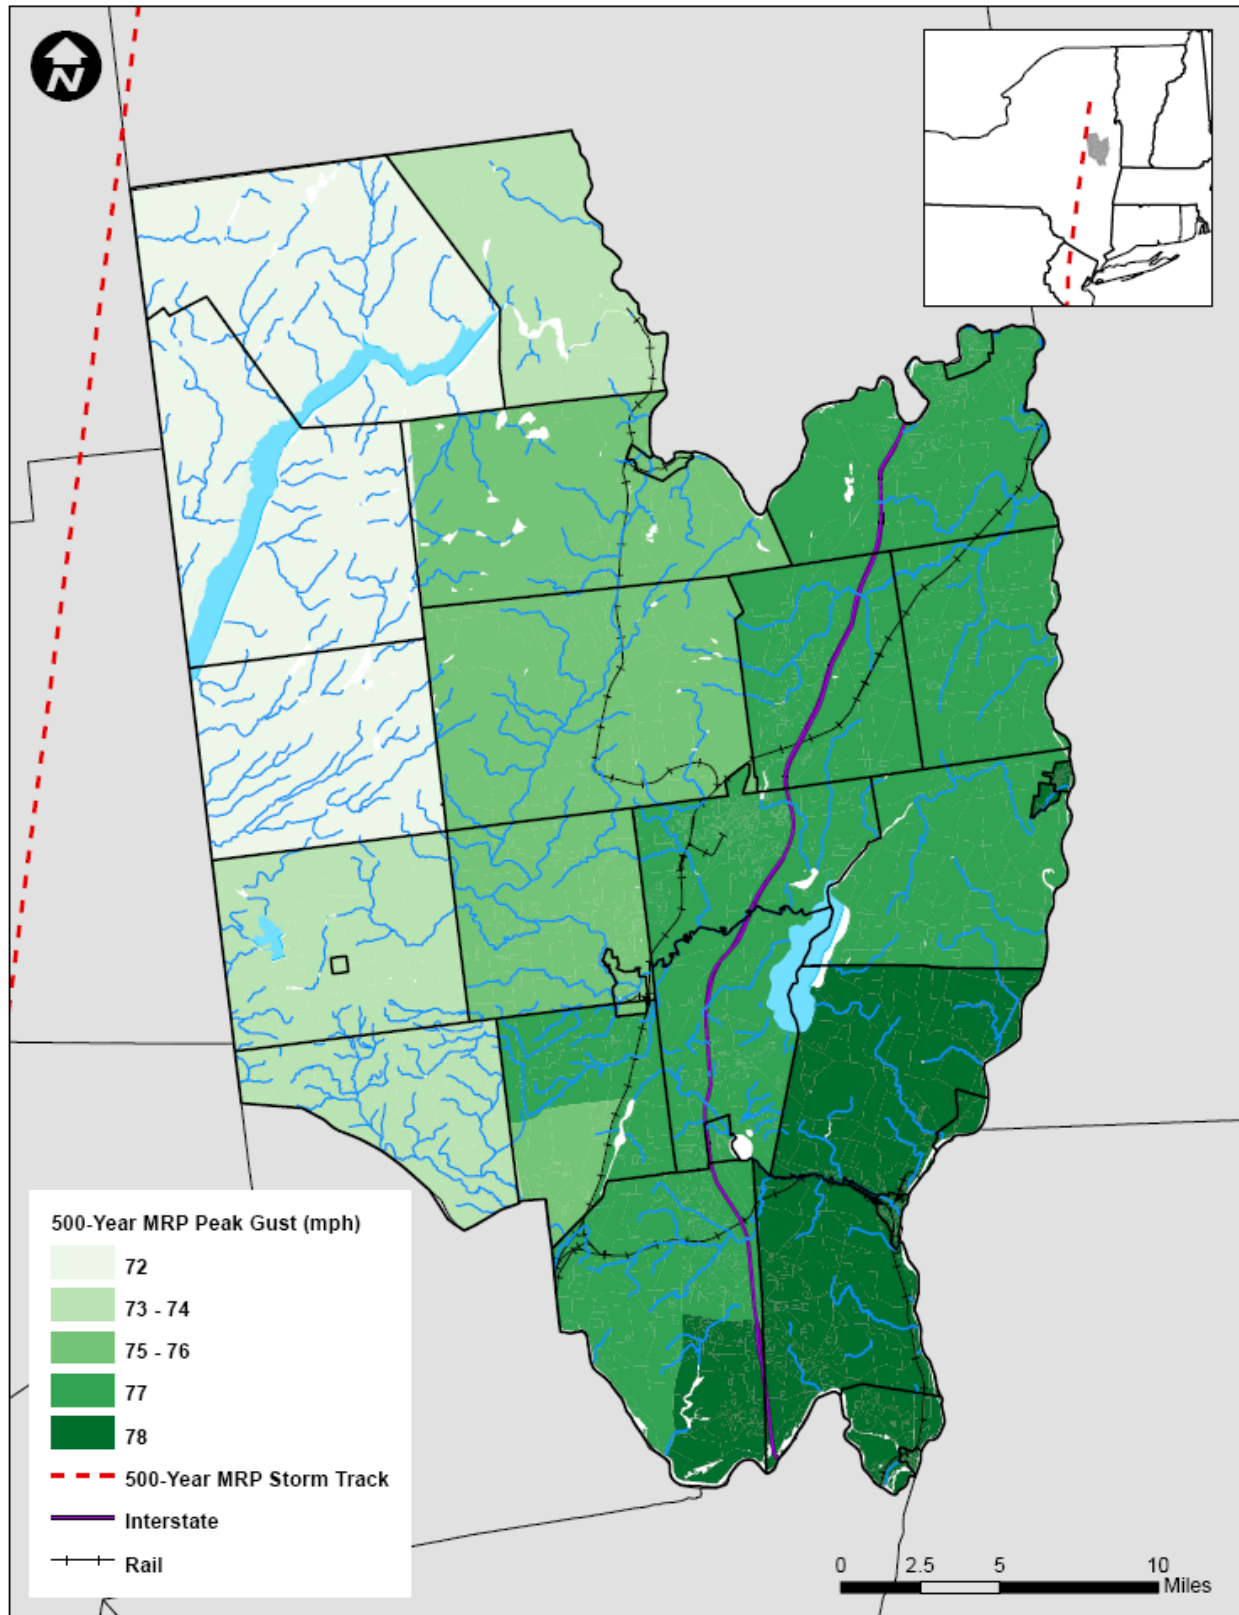 N
500-Year MRP Peak Gust (mph)
72
73 - 74
75 - 76
77
78
500-Year MRP Storm Track
Interstate
Rail
0 2.5 5 10
Miles